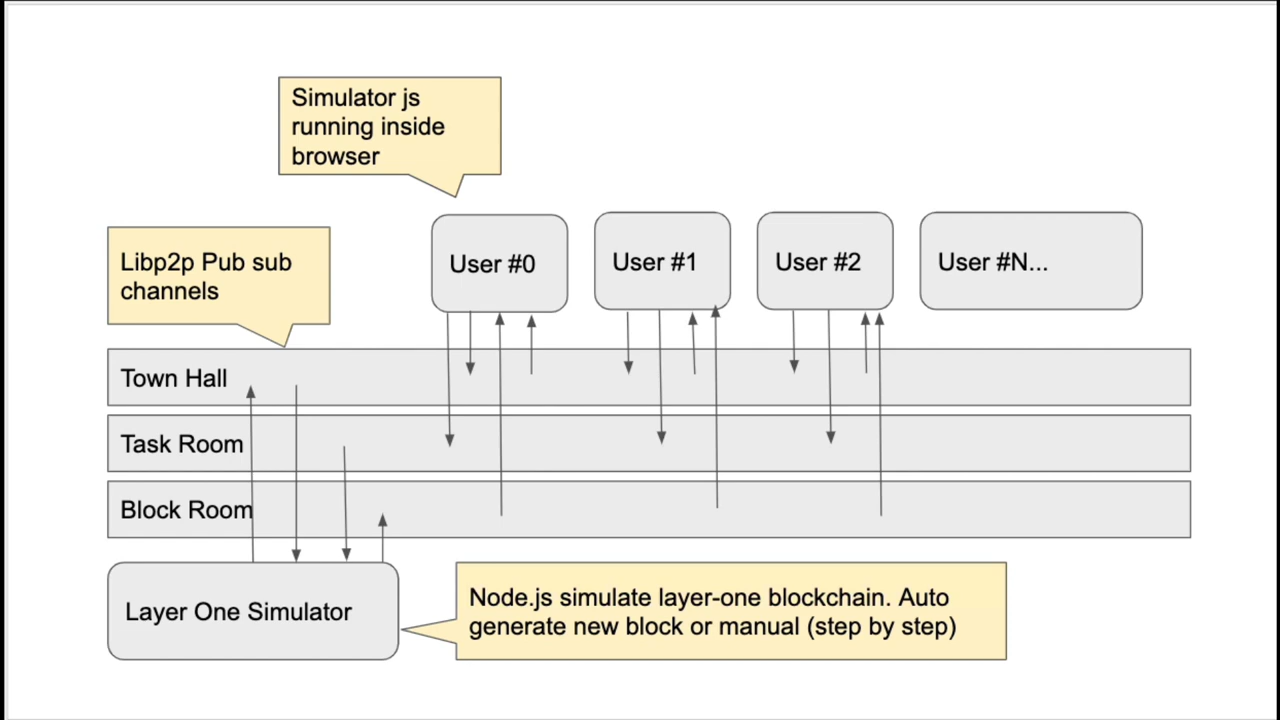 Simulator js
running inside
browser
Libp2p Pub sub
channels
User #0
User #1
User #2
User #N...
Town Hall
Task Room
Block Room
Layer One Simulator
Node.js simulate layer-one blockchain. Auto
generate new block or manual (step by step)